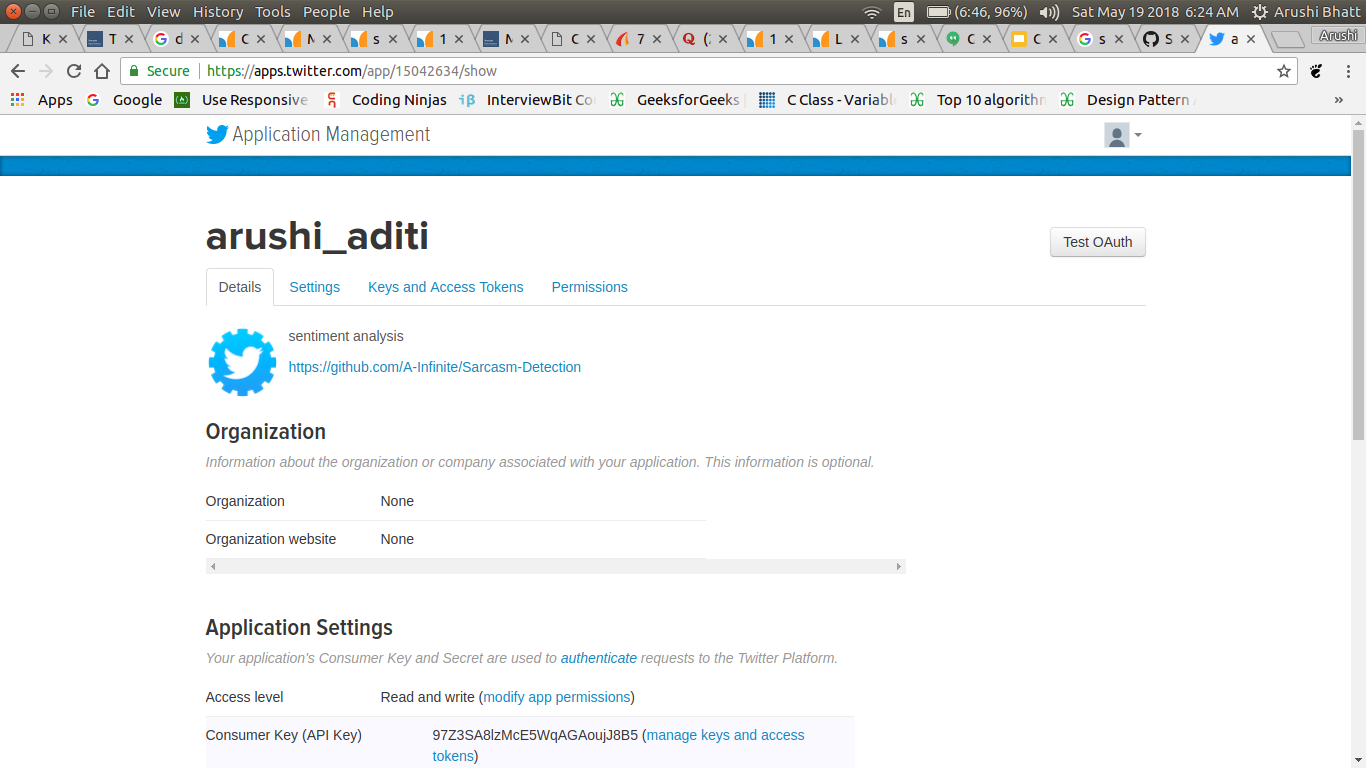 File Edit View History Tools People Help
En (6:46, 96%) Sat May 19 2018 6:24 AM Arushi Bhatt
K T G d C N s 1 N C 7 Q (2 1 L s C C G s S a Arushi
Secure https://apps.twitter.com/app/15042634/show
Apps Google Use Responsive Coding Ninjas iβ InterviewBit Co GeeksforGeeks C Class - Variabl Top 10 algorithm Design Pattern »
Application Management
arushi_aditi
Test OAuth
Details Settings Keys and Access Tokens Permissions
sentiment analysis
https://github.com/A-Infinite/Sarcasm-Detection
Organization
Information about the organization or company associated with your application. This information is optional.
Organization None
Organization website None
Application Settings
Your application's Consumer Key and Secret are used to authenticate requests to the Twitter Platform.
Access level Read and write (modify app permissions)
Consumer Key (API Key) 97Z3SA8lzMcE5WqAGAoujJ8B5 (manage keys and access
tokens)